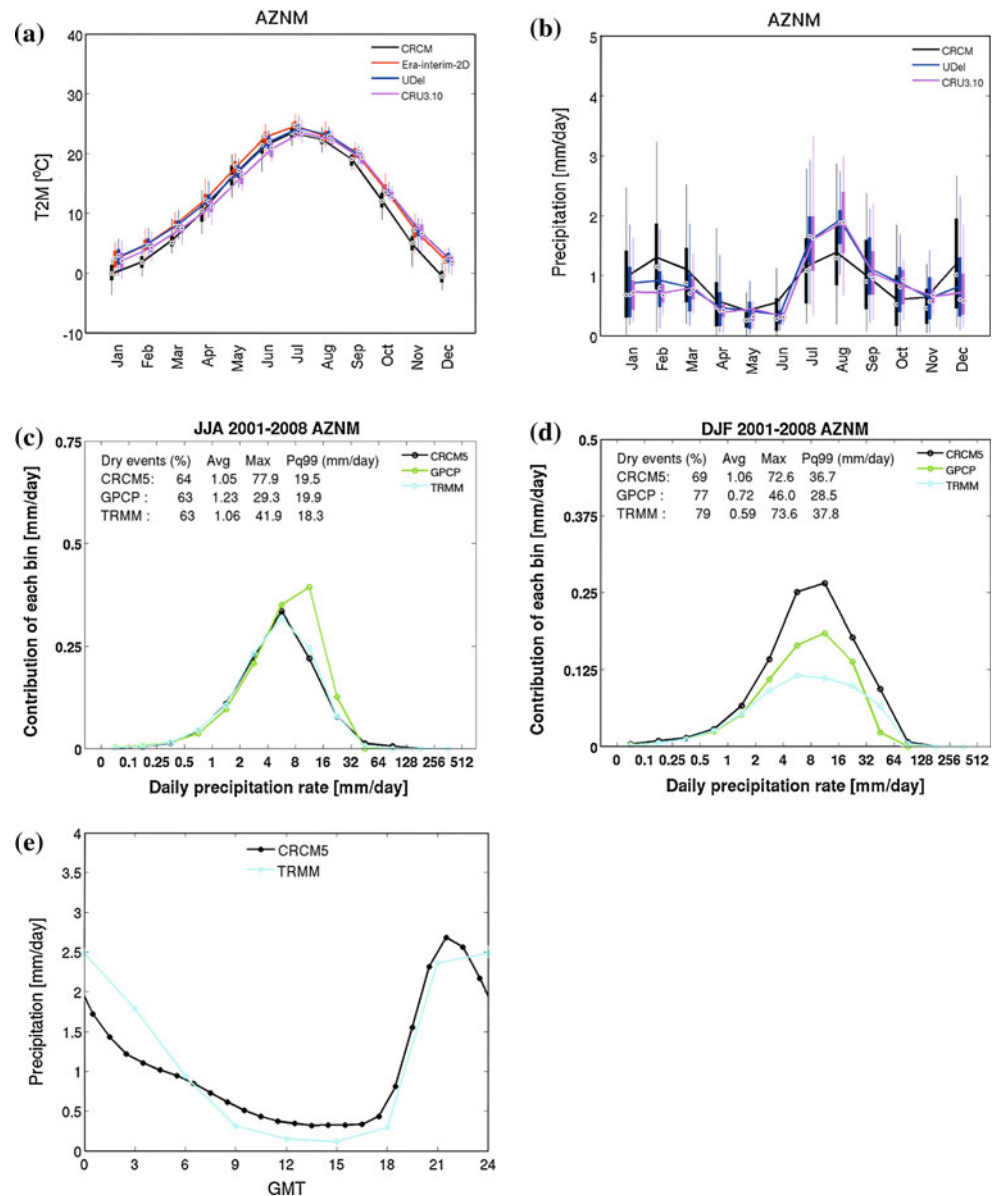 (a)
AZNM
T2M [°C]
40
30
20
10
0
-10
CRCM
Era-interim-2D
UDel
CRU3.10
Jan Feb Mar Apr May Jun Jul Aug Sep Oct Nov Dec
(b)
AZNM
Precipitation [mm/day]
5
4
3
2
1
0
CRCM
UDel
CRU3.10
Jan Feb Mar Apr May Jun Jul Aug Sep Oct Nov Dec
(c)
JJA 2001-2008 AZNM
Contribution of each bin [mm/day]
0.75
0.5
0.25
0
Dry events (%) Avg Max Pq99 (mm/day)
CRCM5: 64 1.05 77.9 19.5
GPCP : 63 1.23 29.3 19.9
TRMM : 63 1.06 41.9 18.3
CRCM5
GPCP
TRMM
0 0.1 0.25 0.5 1 2 4 8 16 32 64 128 256 512
Daily precipitation rate [mm/day]
(d)
DJF 2001-2008 AZNM
Contribution of each bin [mm/day]
0.5
0.375
0.25
0.125
0
Dry events (%) Avg Max Pq99 (mm/day)
CRCM5: 69 1.06 72.6 36.7
GPCP : 77 0.72 46.0 28.5
TRMM : 79 0.59 73.6 37.8
CRCM5
GPCP
TRMM
0 0.1 0.25 0.5 1 2 4 8 16 32 64 128 256 512
Daily precipitation rate [mm/day]
(e)
Precipitation [mm/day]
4
3.5
3
2.5
2
1.5
1
0.5
0
CRCM5
TRMM
0 3 6 9 12 15 18 21 24
GMT